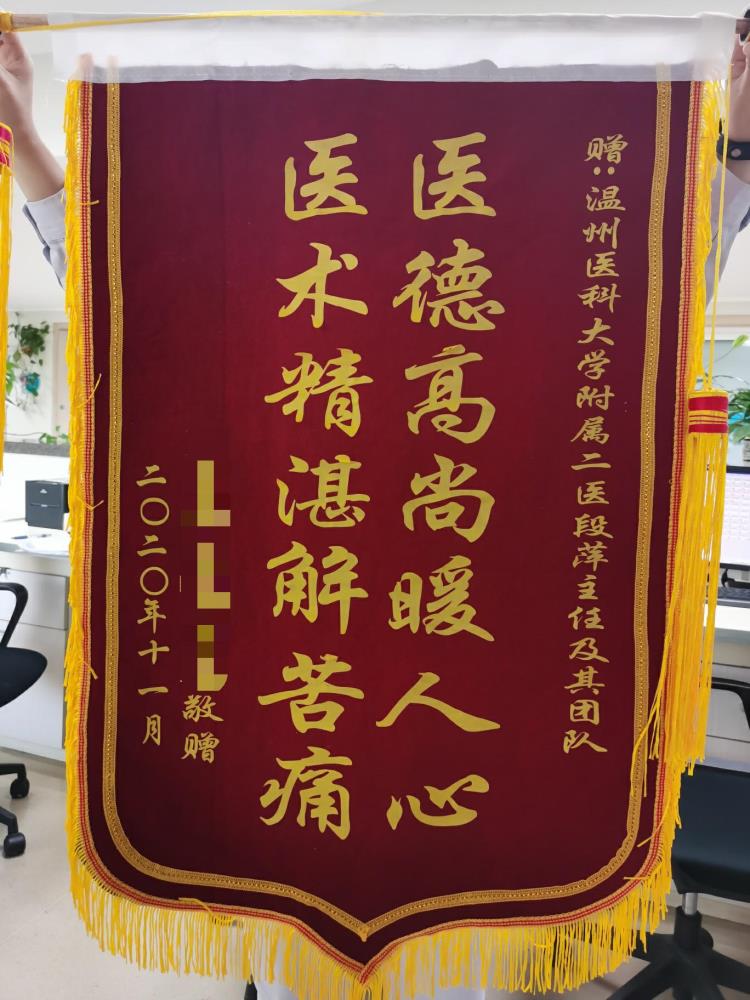 赠:温州医科大学附属二医段萍主任及其团队
医德高尚暖人心
医术精湛解苦痛
敬赠
二〇二〇年十一月